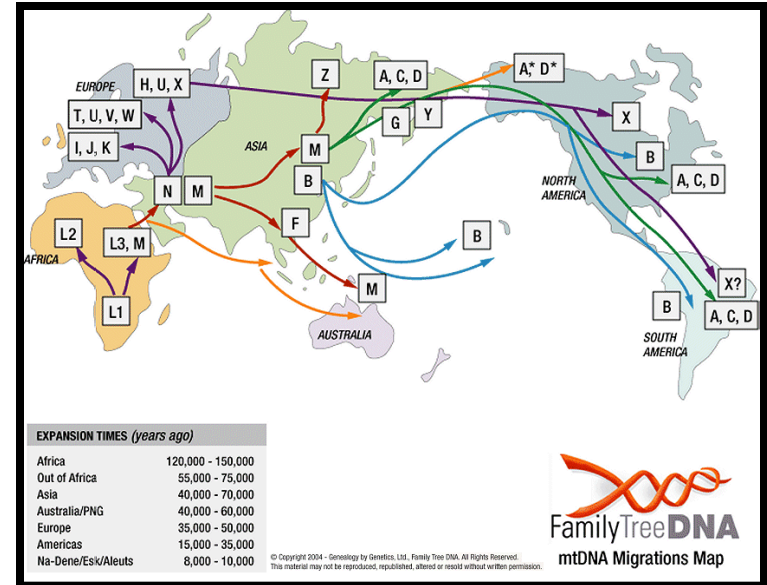 EUROPE
H, U, X
T, U, V, W
I, J, K
N
M
ASIA
Z
A, C, D
G
Y
M
B
F
M
A,* D*
X
B
A, C, D
NORTH
AMERICA
B
X?
B
A, C, D
SOUTH
AMERICA
L2
L3, M
AFRICA
L1
AUSTRALIA
EXPANSION TIMES (years ago)
Africa 120,000 - 150,000
Out of Africa 55,000 - 75,000
Asia 40,000 - 70,000
Australia/PNG 40,000 - 60,000
Europe 35,000 - 50,000
Americas 15,000 - 35,000
Na-Dene/Esk/Aleuts 8,000 - 10,000
© Copyright 2004 - Genealogy by Genetics, Ltd., Family Tree DNA. All Rights Reserved.
This material may not be reproduced, republished, altered or resold without written permission.
FamilyTreeDNA
mtDNA Migrations Map